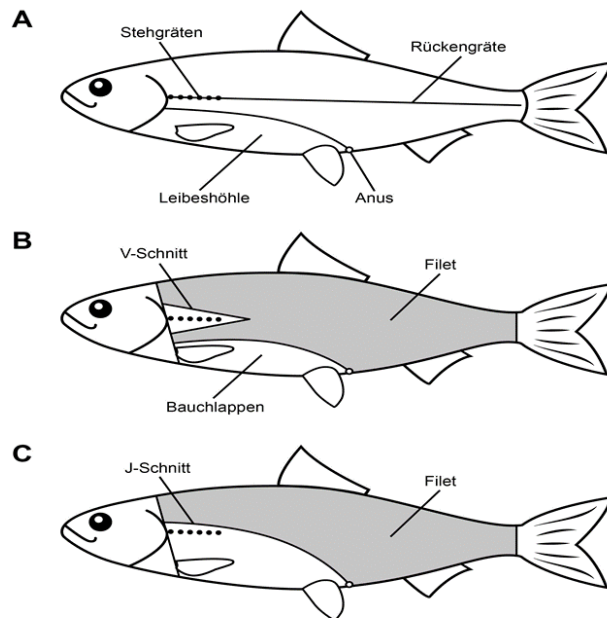 A
Stehgräten
Rückengräte
Leibeshöhle
Anus
B
V-Schnitt
Filet
Bauchlappen
C
J-Schnitt
Filet